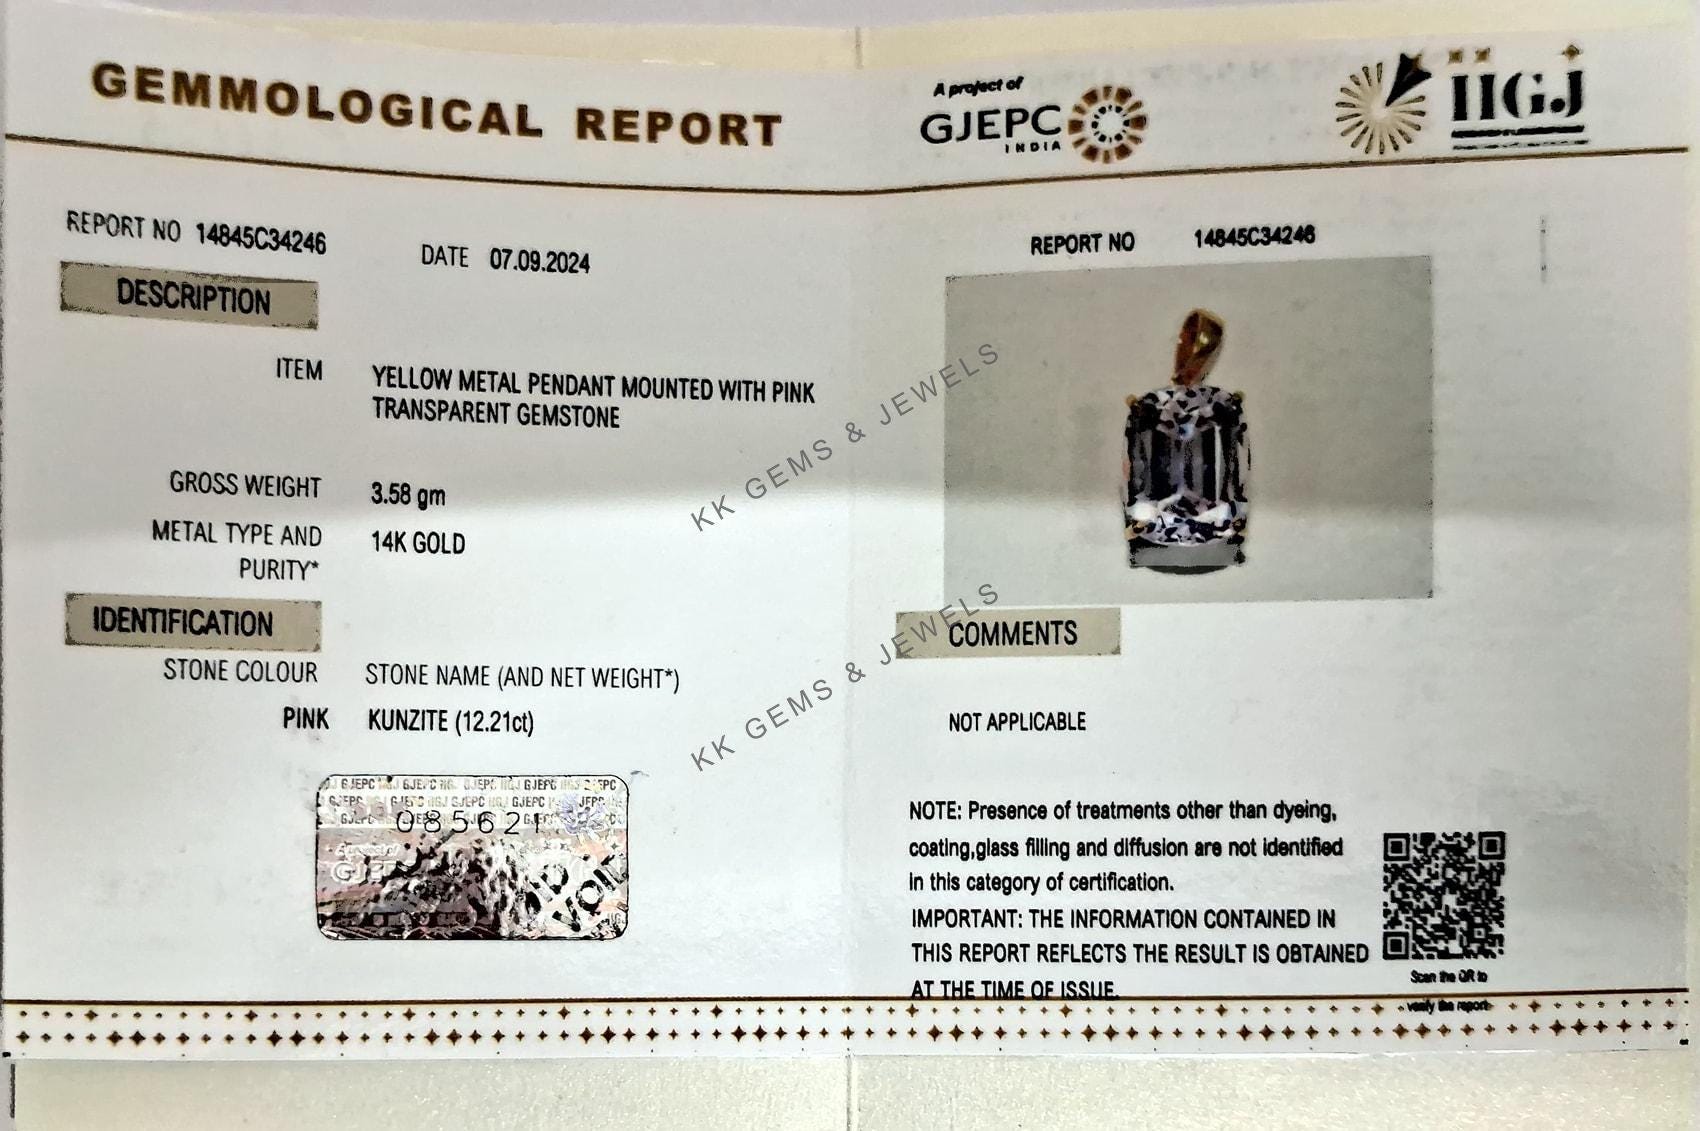 GEMMOLOGICAL REPORT
A project of
GJEPC
INDIA
IIGJ
REPORT NO 14845C34246
DATE 07.09.2024
DESCRIPTION
ITEM YELLOW METAL PENDANT MOUNTED WITH PINK
TRANSPARENT GEMSTONE
GROSS WEIGHT 3.58 gm
METAL TYPE AND 14K GOLD
PURITY*
IDENTIFICATION
STONE COLOUR STONE NAME (AND NET WEIGHT*)
PINK KUNZITE (12.21ct)
085621
A project of
GJEPC
VOID
REPORT NO 14845C34246
COMMENTS
NOT APPLICABLE
NOTE: Presence of treatments other than dyeing,
coating,glass filling and diffusion are not identified
in this category of certification.
IMPORTANT: THE INFORMATION CONTAINED IN
THIS REPORT REFLECTS THE RESULT IS OBTAINED
AT THE TIME OF ISSUE.
Scan the QR to
verify the report
KK GEMS & JEWELS
KK GEMS & JEWELS